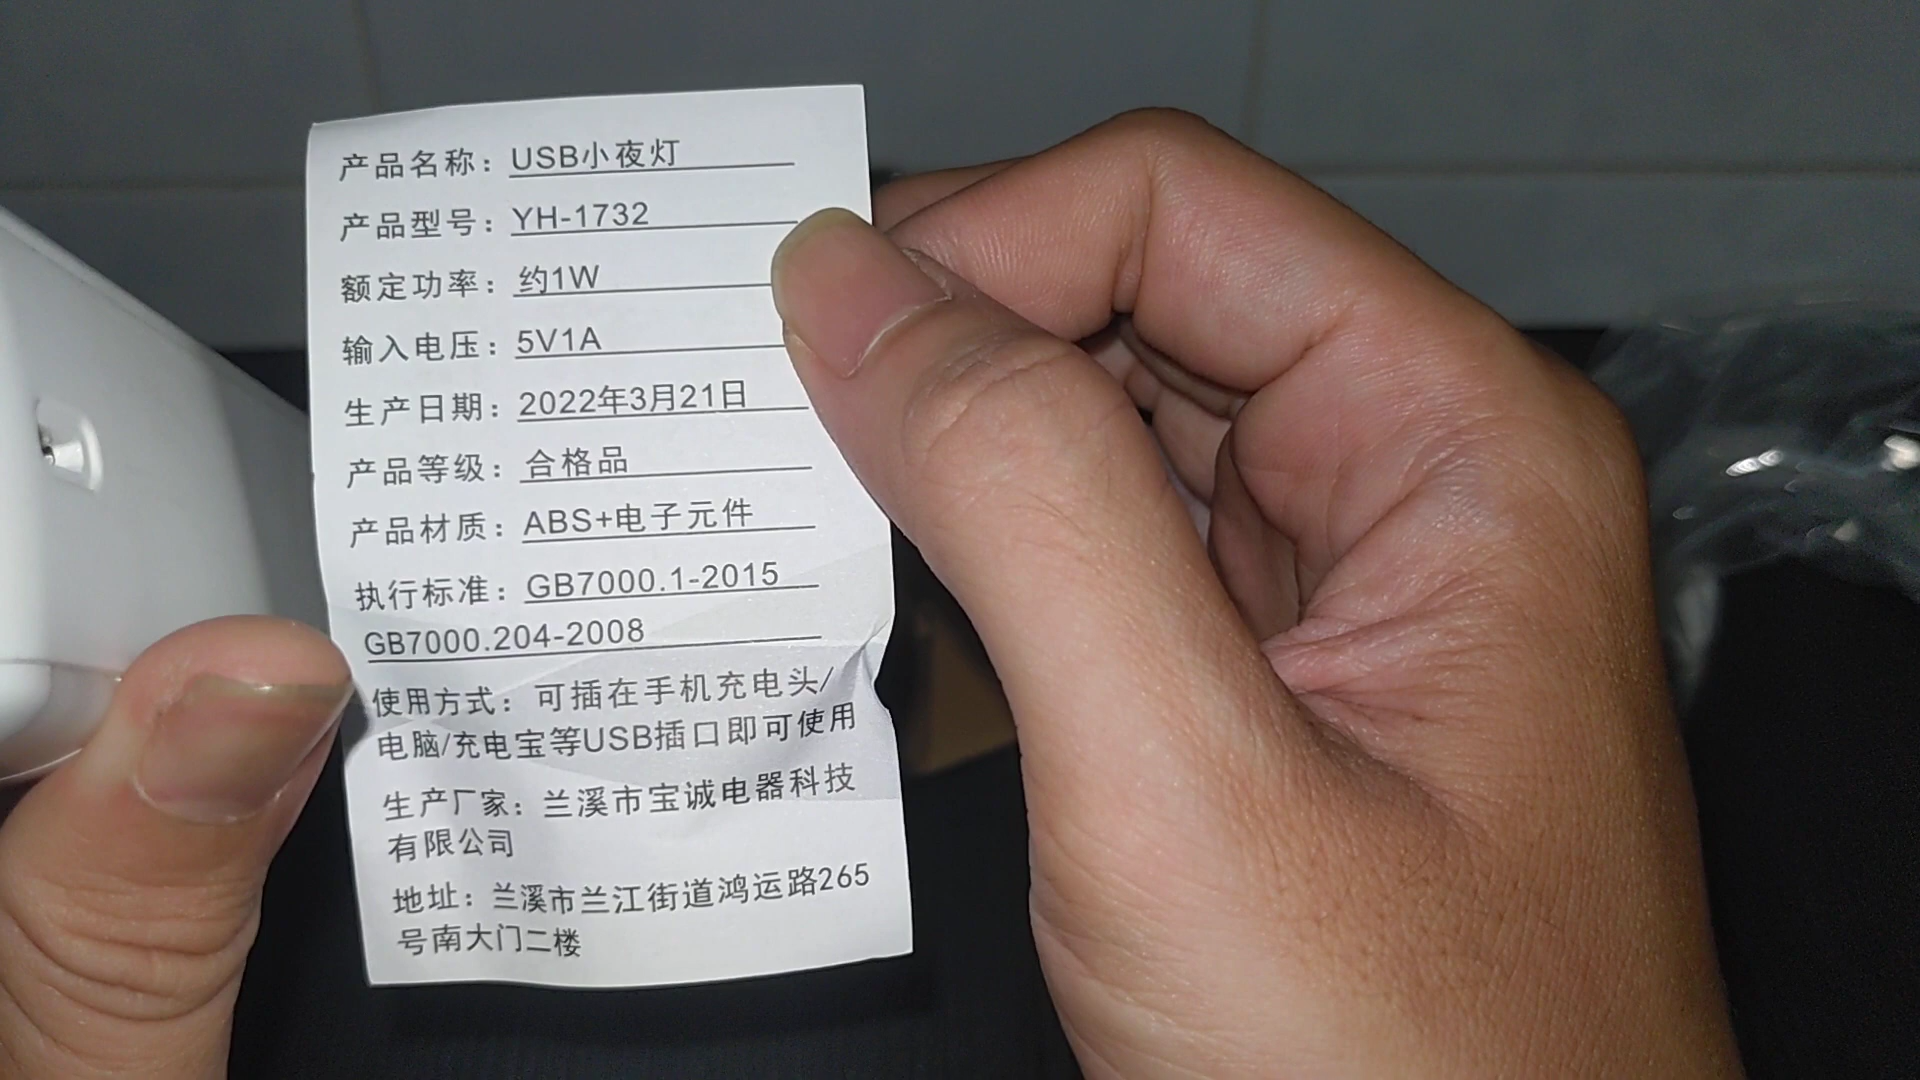 产品名称：USB小夜灯
产品型号：YH-1732
额定功率：约1W
输入电压：5V1A
生产日期：2022年3月21日
产品等级：合格品
产品材质：ABS+电子元件
执行标准：GB7000.1-2015
GB7000.204-2008
使用方式：可插在手机充电头/
电脑/充电宝等USB插口即可使用
生产厂家：兰溪市宝诚电器科技
有限公司
地址：兰溪市兰江街道鸿运路265
号南大门二楼